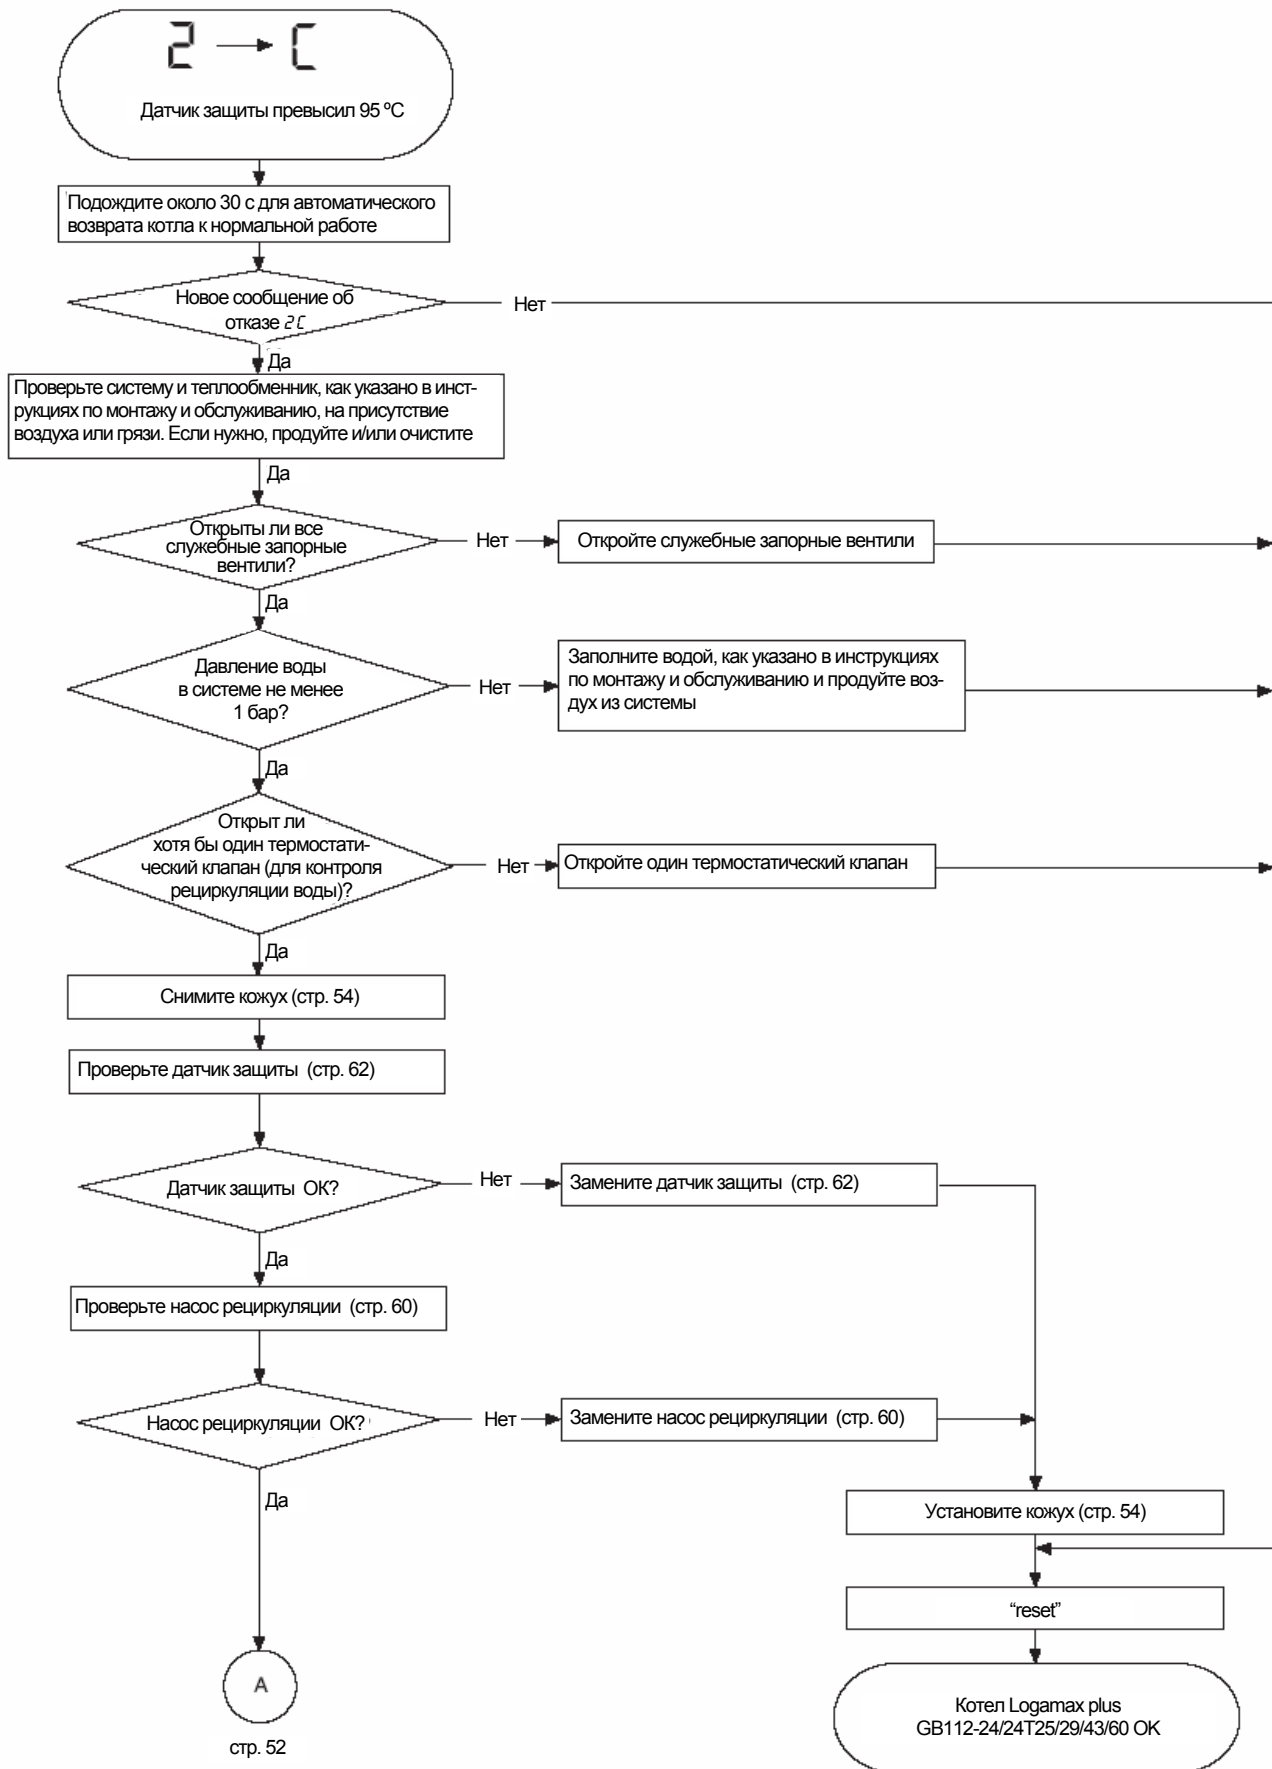 2 → C
Датчик защиты превысил 95 ºC
Подождите около 30 с для автоматического
возврата котла к нормальной работе
Новое сообщение об
отказе 2C
Нет
Да
Проверьте систему и теплообменник, как указано в инст-
рукциях по монтажу и обслуживанию, на присутствие
воздуха или грязи. Если нужно, продуйте и/или очистите
Да
Открыты ли все
служебные запорные
вентили?
Нет
Откройте служебные запорные вентили
Да
Давление воды
в системе не менее
1 бар?
Нет
Заполните водой, как указано в инструкциях
по монтажу и обслуживанию и продуйте воз-
дух из системы
Да
Открыт ли
хотя бы один термостати-
ческий клапан (для контроля
рециркуляции воды)?
Нет
Откройте один термостатический клапан
Да
Снимите кожух (стр. 54)
Проверьте датчик защиты (стр. 62)
Датчик защиты ОК?
Нет
Замените датчик защиты (стр. 62)
Да
Проверьте насос рециркуляции (стр. 60)
Насос рециркуляции ОК?
Нет
Замените насос рециркуляции (стр. 60)
Да
Установите кожух (стр. 54)
“reset”
A
стр. 52
Котел Logamax plus
GB112-24/24T25/29/43/60 OK